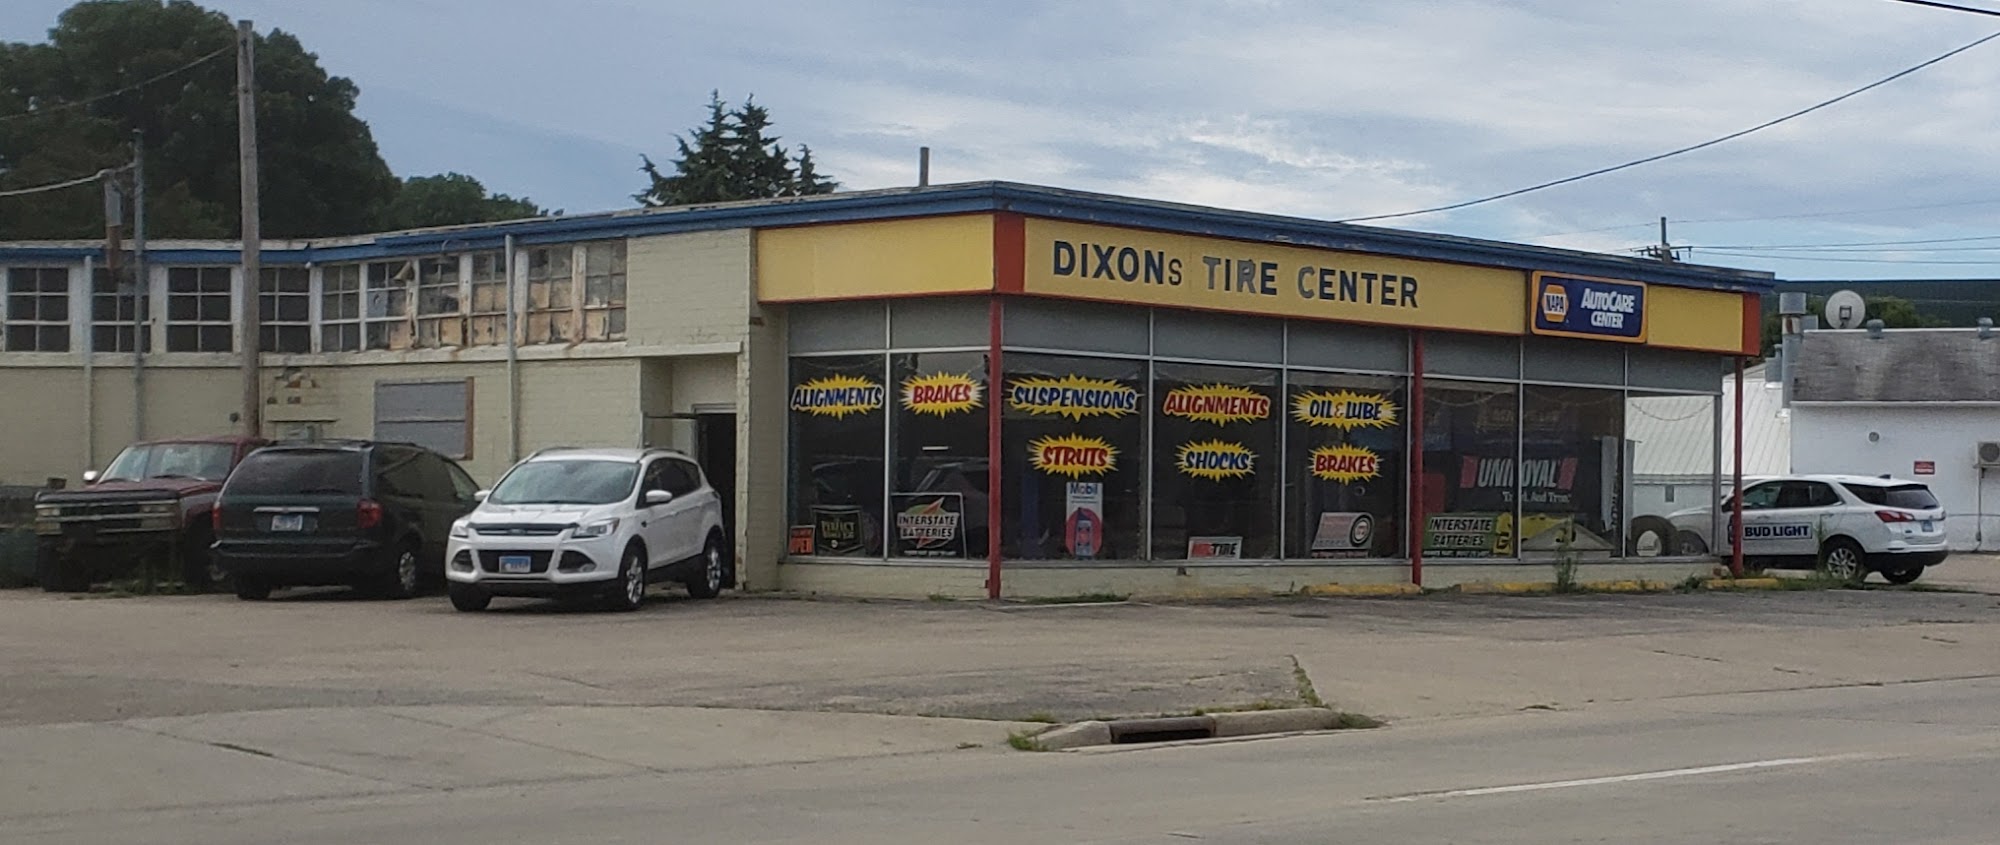 DIXONs TIRE CENTER
NAPA
AUTOCARE
CENTER
ALIGNMENTS
BRAKES
SUSPENSIONS
ALIGNMENTS
OIL & LUBE
STRUTS
SHOCKS
BRAKES
UNIROYAL
Mobil
INTERSTATE
BATTERIES
OPEN
TIRE
INTERSTATE
BATTERIES
BUD LIGHT